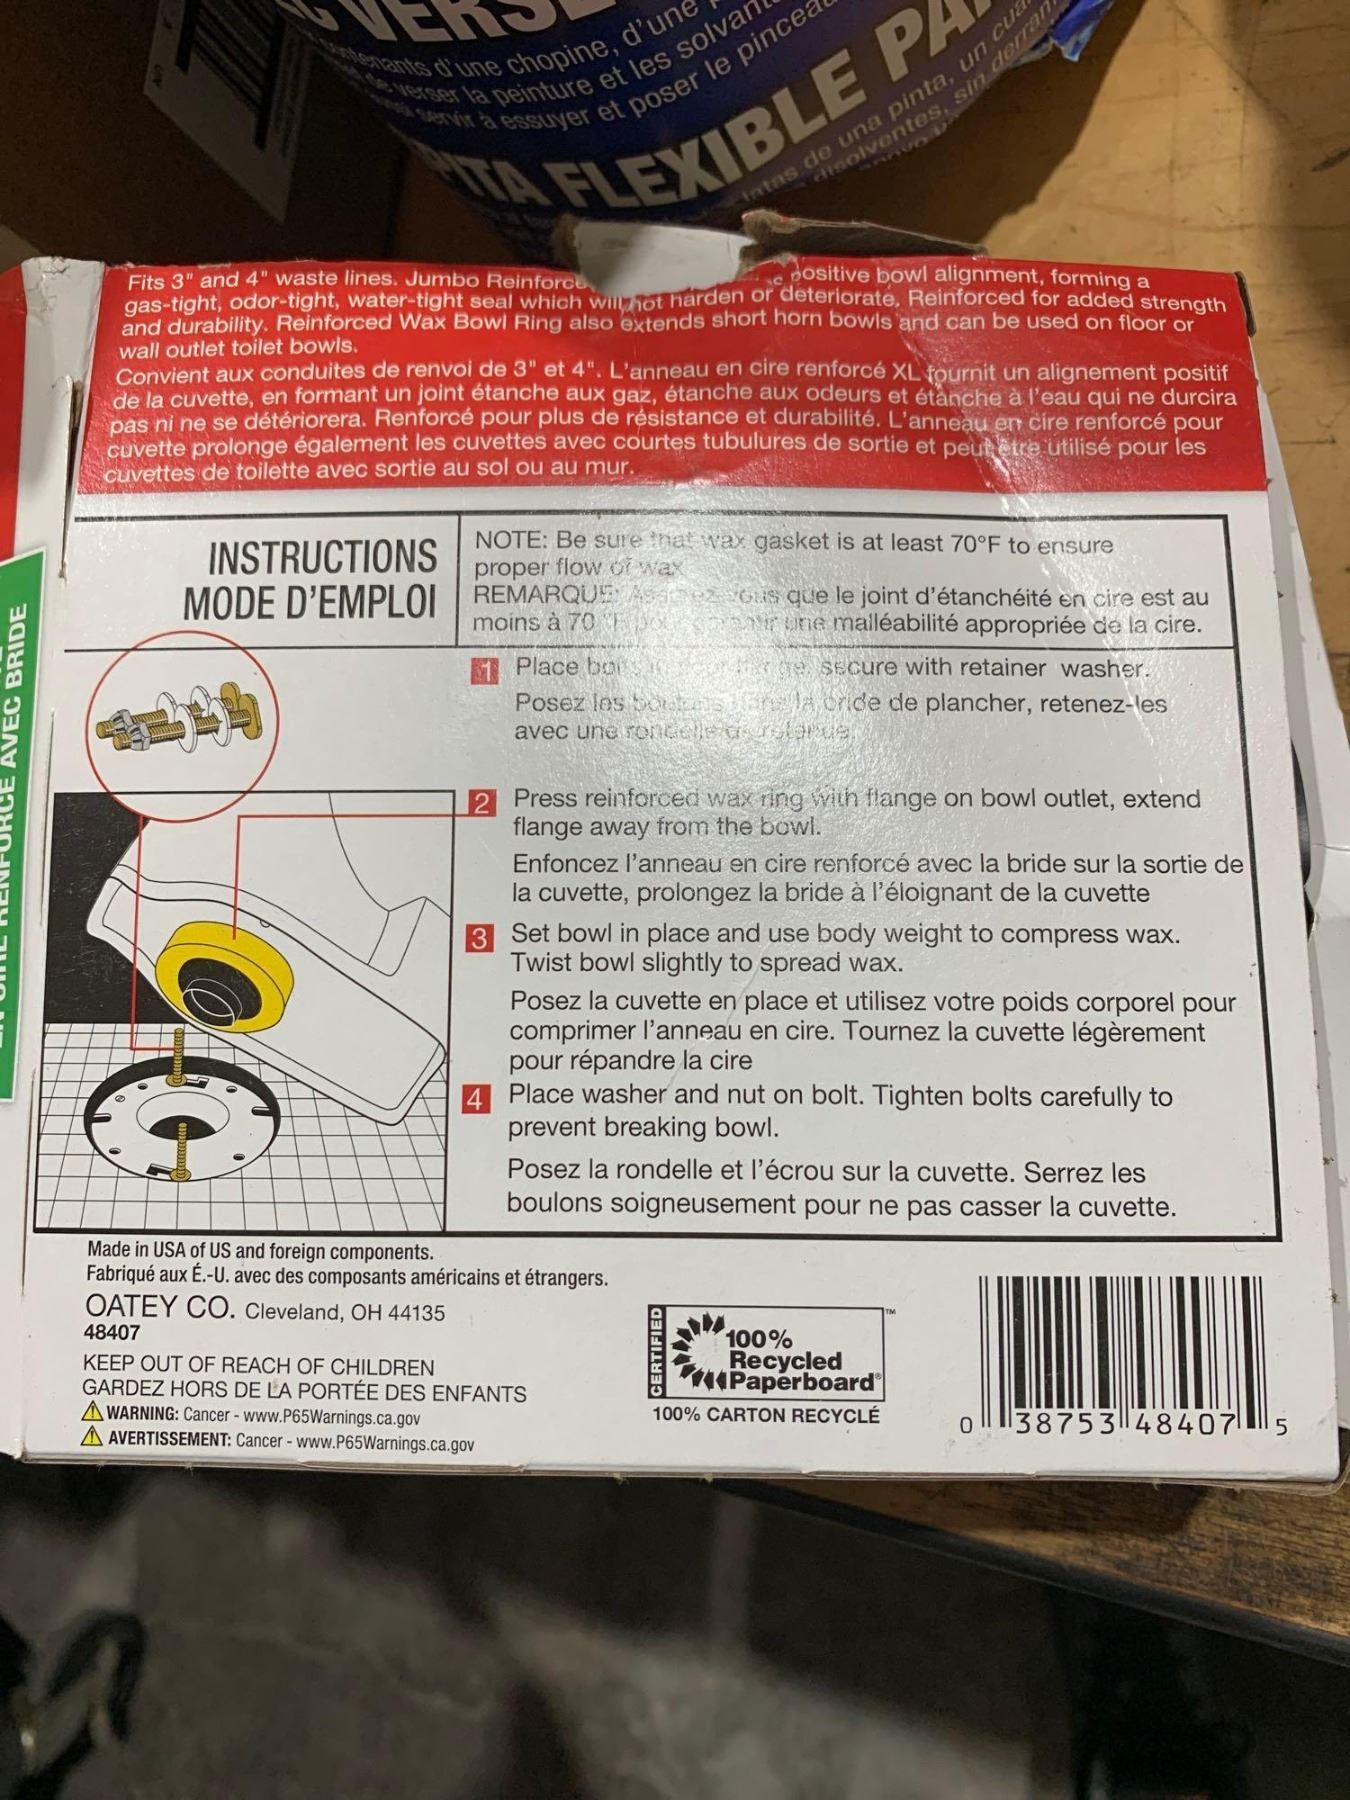 VERSE
d'une chopine, d'une
verser la peinture et les solvants
servir à essuyer et poser le pinceau
FLEXIBLE PA
de una pinta, un
disolventes, sin
Fits 3" and 4" waste lines. Jumbo positive bowl alignment, forming a
gas-tight, odor-tight, water-tight seal which will not harden or deteriorate. Reinforced for added strength
and durability. Reinforced Wax Bowl Ring also extends short horn bowls and can be used on floor or
wall outlet toilet bowls.
Convient aux conduites de renvoi de 3" et 4". L'anneau en cire renforcé XL fournit un alignement positif
de la cuvette, en formant un joint étanche aux gaz, étanche aux odeurs et étanche à l'eau qui ne durcira
pas ni ne se détériorera. Renforcé pour plus de résistance et durabilité. L'anneau en cire renforcé pour
cuvette prolonge également les cuvettes avec courtes tubulures de sortie et peut être utilisé pour les
cuvettes de toilette avec sortie au sol ou au mur.
AVEC BRIDE
INSTRUCTIONS
MODE D'EMPLOI
NOTE: Be sure that wax gasket is at least 70°F to ensure
proper flow of wax
REMARQUE: Assurez-vous que le joint d'étanchéité en cire est au
moins à 70 °F pour garantir une malléabilité appropriée de la cire.
1 Place secure with retainer washer.
Posez les la bride de plancher, retenez-les
avec une rondelle de retenue.
2 Press reinforced wax ring with flange on bowl outlet, extend
flange away from the bowl.
Enfoncez l'anneau en cire renforcé avec la bride sur la sortie de
la cuvette, prolongez la bride à l'éloignant de la cuvette
3 Set bowl in place and use body weight to compress wax.
Twist bowl slightly to spread wax.
Posez la cuvette en place et utilisez votre poids corporel pour
comprimer l'anneau en cire. Tournez la cuvette légèrement
pour répandre la cire
4 Place washer and nut on bolt. Tighten bolts carefully to
prevent breaking bowl.
Posez la rondelle et l'écrou sur la cuvette. Serrez les
boulons soigneusement pour ne pas casser la cuvette.
Made in USA of US and foreign components.
Fabriqué aux É.-U. avec des composants américains et étrangers.
OATEY CO. Cleveland, OH 44135
48407
KEEP OUT OF REACH OF CHILDREN
GARDEZ HORS DE LA PORTÉE DES ENFANTS
WARNING: Cancer - www.P65Warnings.ca.gov
AVERTISSEMENT: Cancer - www.P65Warnings.ca.gov
CERTIFIED
100%
Recycled
Paperboard®
™
100% CARTON RECYCLÉ
0 38753 48407 5